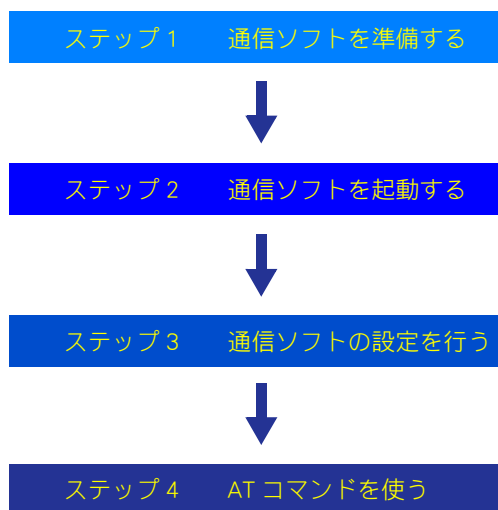 ステップ 1 通信ソフトを準備する
ステップ 2 通信ソフトを起動する
ステップ 3 通信ソフトの設定を行う
ステップ 4 AT コマンドを使う